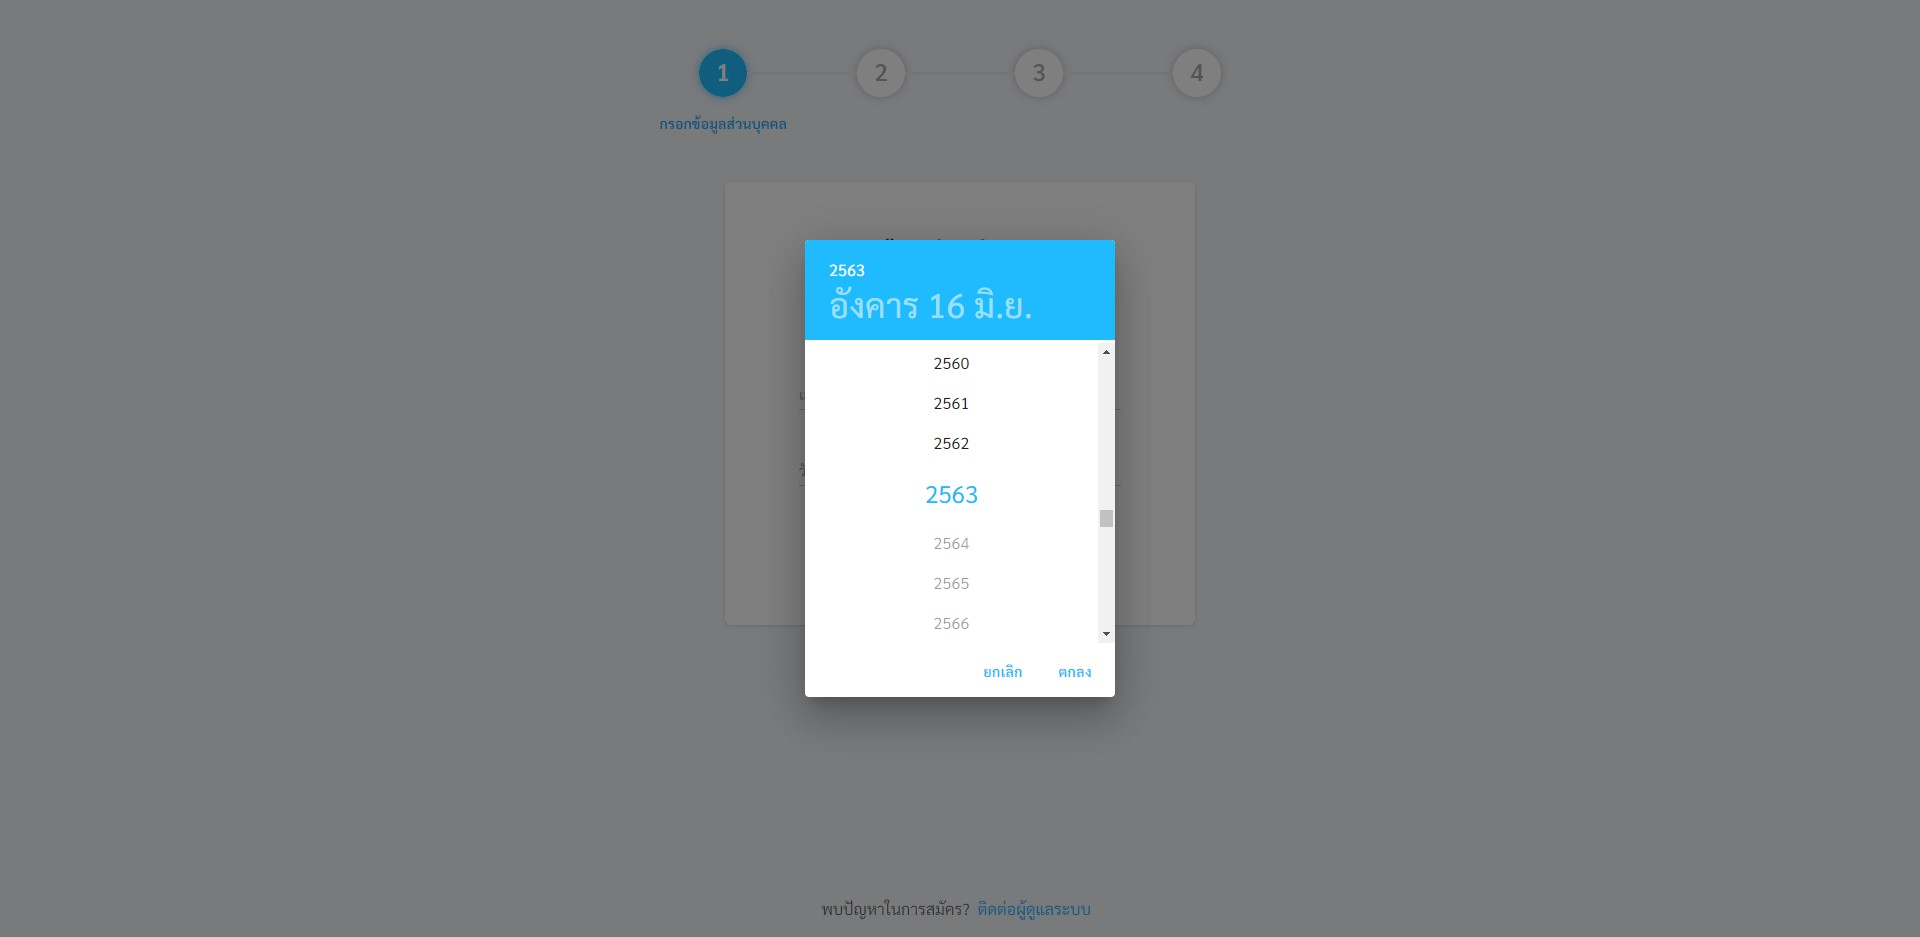 1
2
3
4
กรอกข้อมูลส่วนบุคคล
2563
อังคาร 16 มิ.ย.
2560
2561
2562
2563
2564
2565
2566
ยกเลิก
ตกลง
พบปัญหาในการสมัคร? ติดต่อผู้ดูแลระบบ